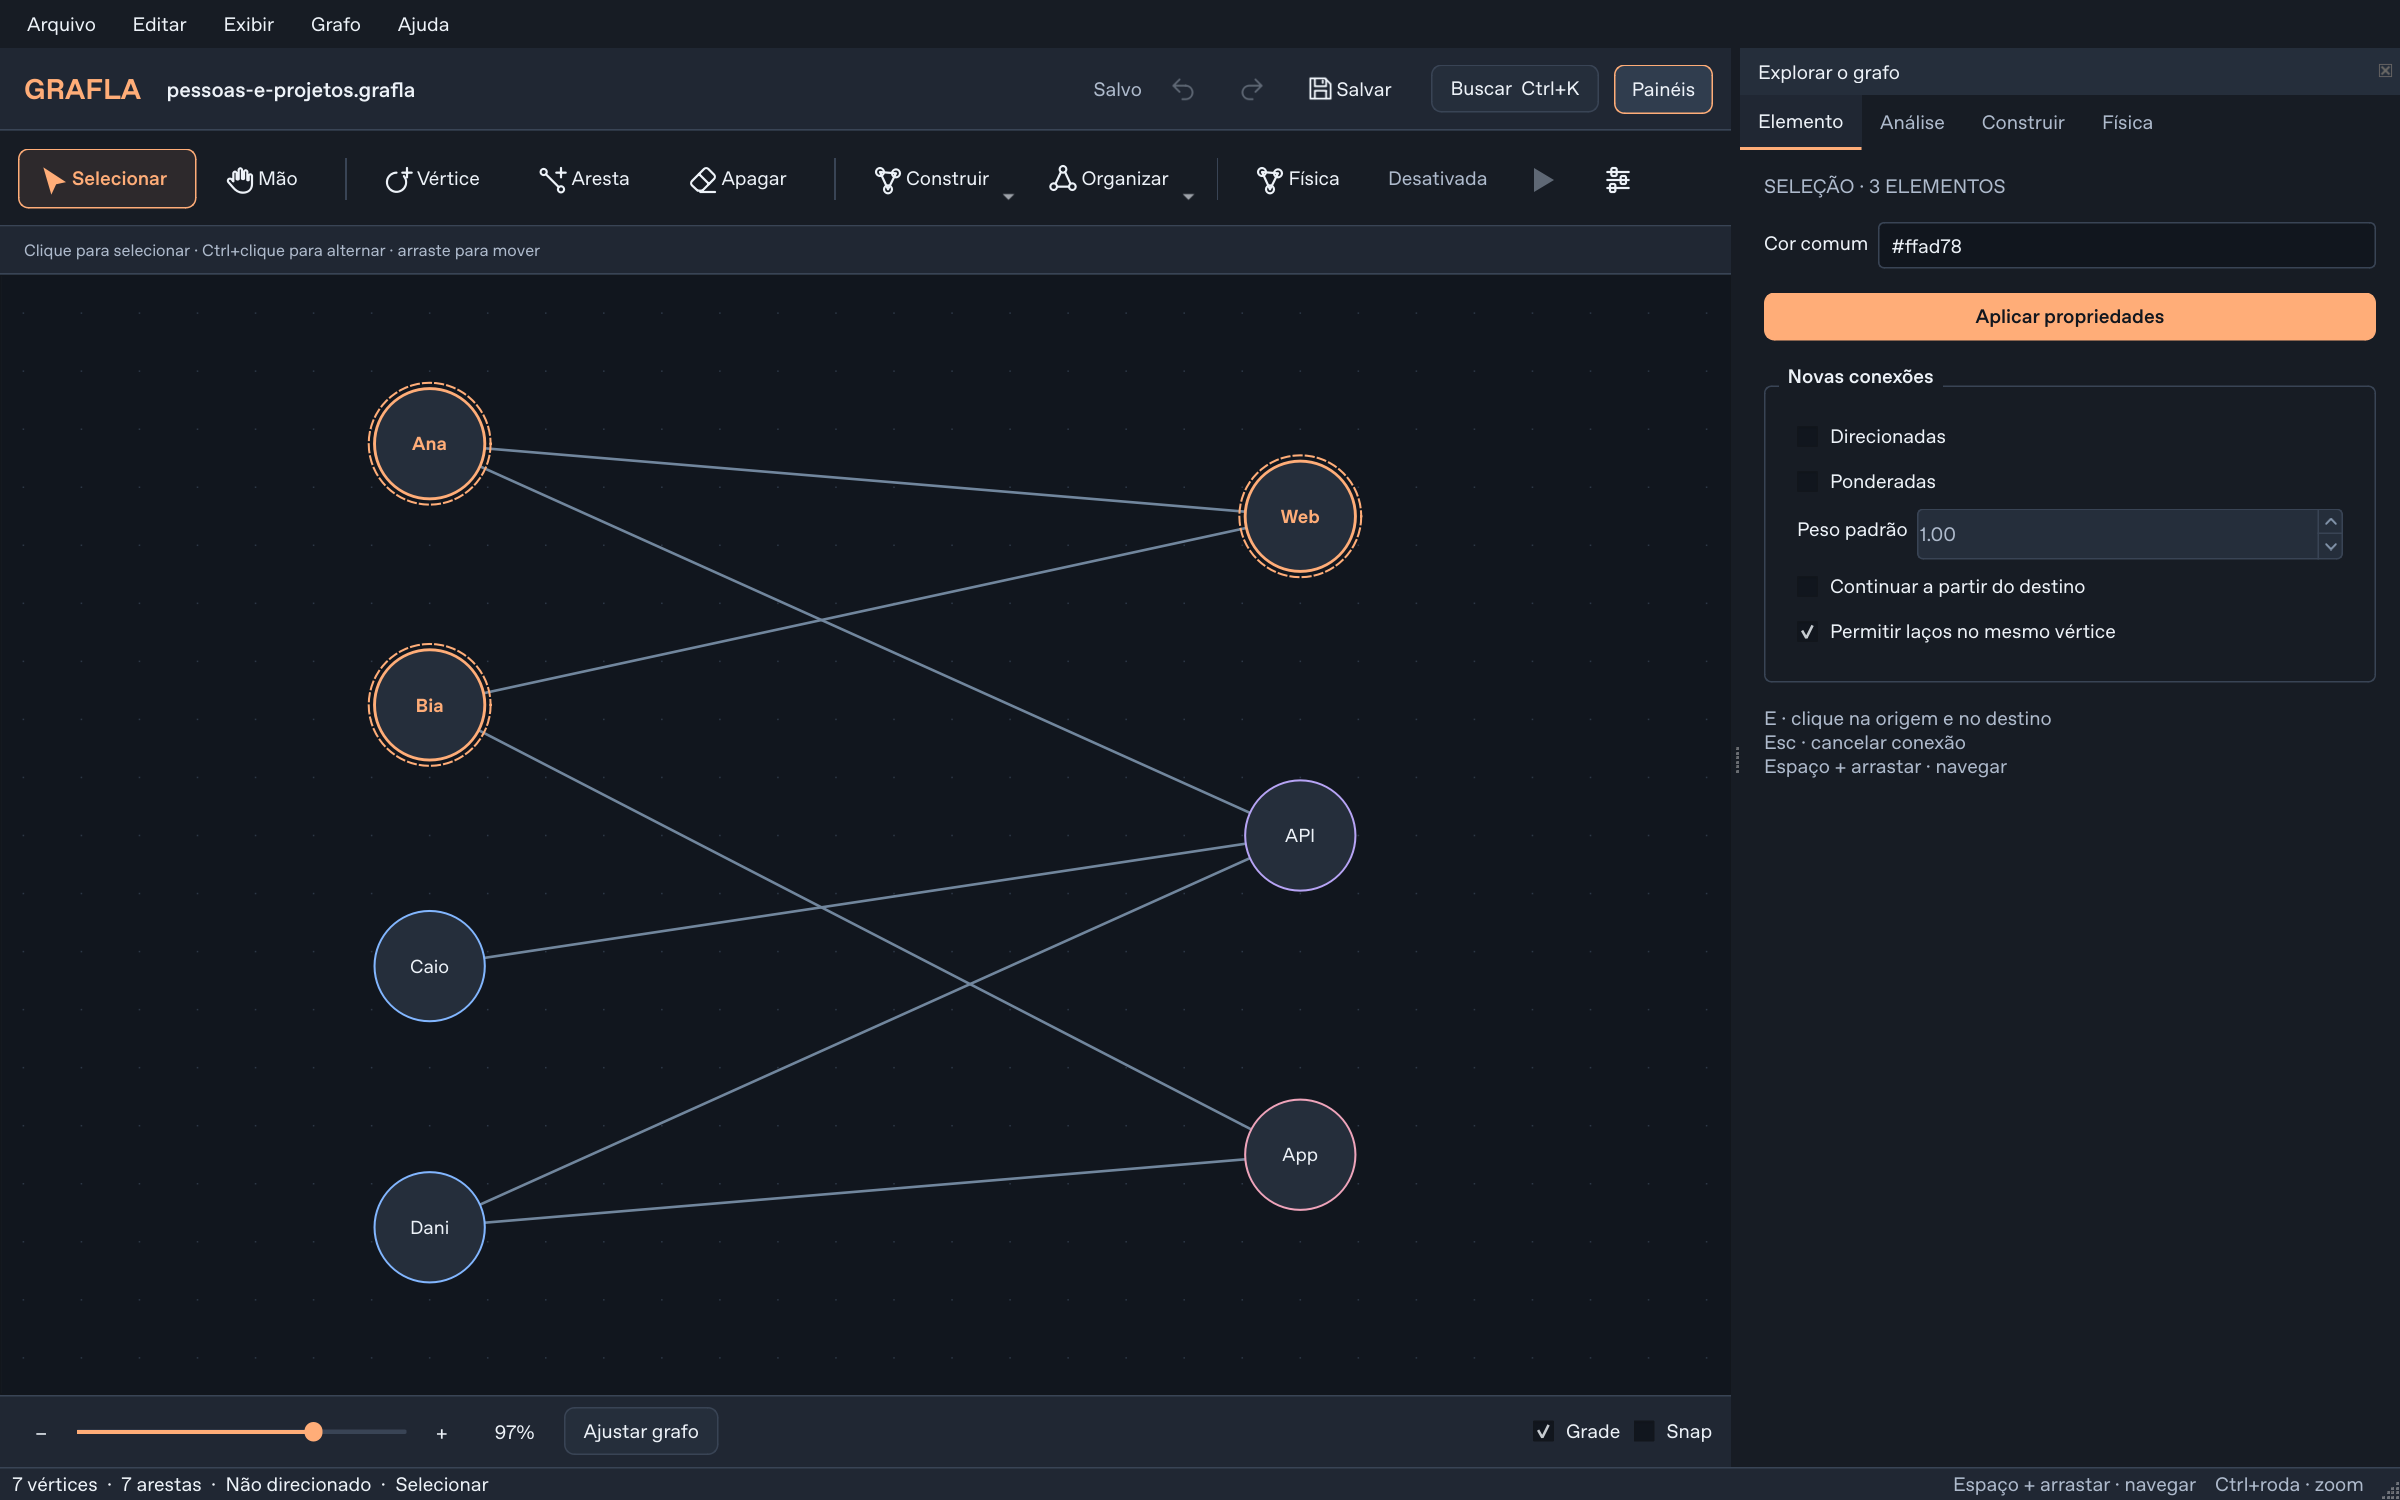 Arquivo Editar Exibir Grafo Ajuda
GRAFLA pessoas-e-projetos.grafla Salvo Salvar Buscar Ctrl+K Painéis
Selecionar Mão Vértice Aresta Apagar Construir Organizar Física Desativada
Clique para selecionar · Ctrl+clique para alternar · arraste para mover
Ana
Web
Bia
API
Caio
App
Dani
– + 97% Ajustar grafo Grade Snap
7 vértices · 7 arestas · Não direcionado · Selecionar
Explorar o grafo
Elemento Análise Construir Física
SELEÇÃO · 3 ELEMENTOS
Cor comum #ffad78
Aplicar propriedades
Novas conexões
Direcionadas
Ponderadas
Peso padrão 1.00
Continuar a partir do destino
Permitir laços no mesmo vértice
E · clique na origem e no destino
Esc · cancelar conexão
Espaço + arrastar · navegar
Espaço + arrastar · navegar Ctrl+roda · zoom